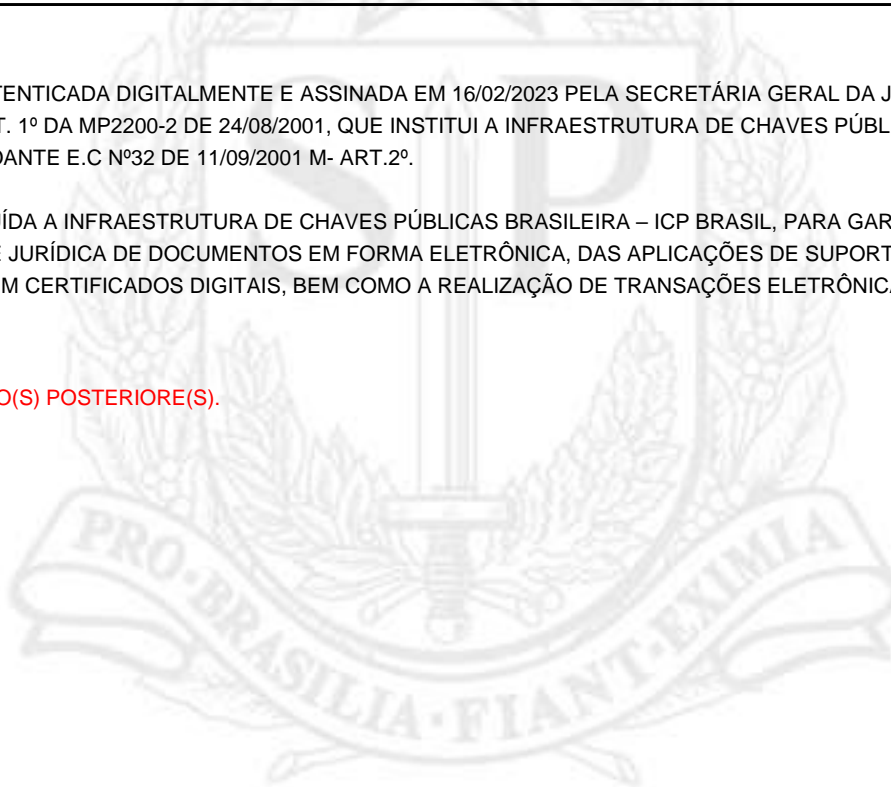 TENTICADA DIGITALMENTE E ASSINADA EM 16/02/2023 PELA SECRETÁRIA GERAL DA J
T. 1º DA MP2200-2 DE 24/08/2001, QUE INSTITUI A INFRAESTRUTURA DE CHAVES PÚBL
DANTE E.C Nº32 DE 11/09/2001 M- ART.2º.
ÍDA A INFRAESTRUTURA DE CHAVES PÚBLICAS BRASILEIRA – ICP BRASIL, PARA GAR
E JURÍDICA DE DOCUMENTOS EM FORMA ELETRÔNICA, DAS APLICAÇÕES DE SUPORT
M CERTIFICADOS DIGITAIS, BEM COMO A REALIZAÇÃO DE TRANSAÇÕES ELETRÔNICA
O(S) POSTERIORE(S).
SP
PRO·BRASILIA·FIANT·EXIMIA